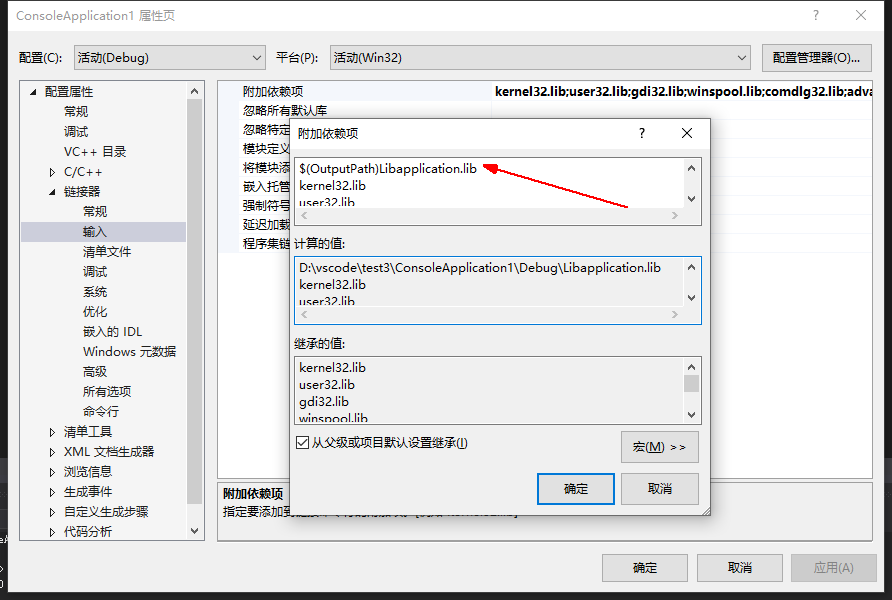 ConsoleApplication1 属性页
配置(C): 活动(Debug) 平台(P): 活动(Win32) 配置管理器(O)...
配置属性
常规
调试
VC++ 目录
C/C++
链接器
常规
输入
清单文件
调试
系统
优化
嵌入的 IDL
Windows 元数据
高级
所有选项
命令行
清单工具
XML 文档生成器
浏览信息
生成事件
自定义生成步骤
代码分析
附加依赖项 kernel32.lib;user32.lib;gdi32.lib;winspool.lib;comdlg32.lib;adva
忽略所有默认库
忽略特定
模块定义
将模块添
嵌入托管
强制符号
延迟加载
程序集链
附加依赖项
$(OutputPath)Libapplication.lib
kernel32.lib
user32.lib
计算的值:
D:\vscode\test3\ConsoleApplication1\Debug\Libapplication.lib
kernel32.lib
user32.lib
继承的值:
kernel32.lib
user32.lib
gdi32.lib
winspool.lib
从父级或项目默认设置继承(I)
宏(M) >>
确定 取消
附加依赖项
指定要添加到链接
确定 取消 应用(A)